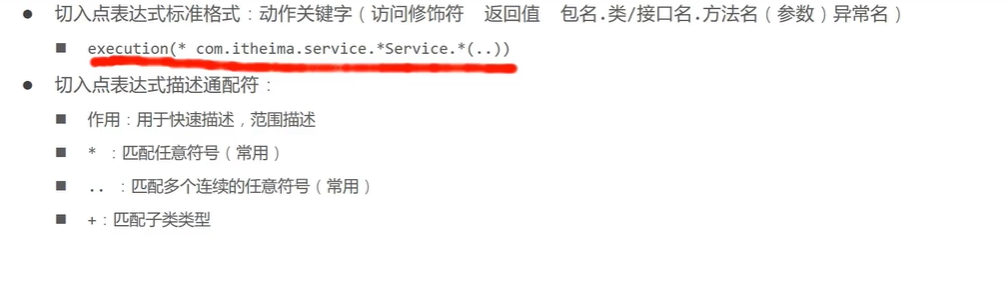 ● 切入点表达式标准格式：动作关键字（访问修饰符 返回值 包名.类/接口名.方法名（参数）异常名）
■ execution(* com.itheima.service.*Service.*(..))
● 切入点表达式描述通配符：
■ 作用：用于快速描述，范围描述
■ * ：匹配任意符号（常用）
■ .. ：匹配多个连续的任意符号（常用）
■ +：匹配子类类型